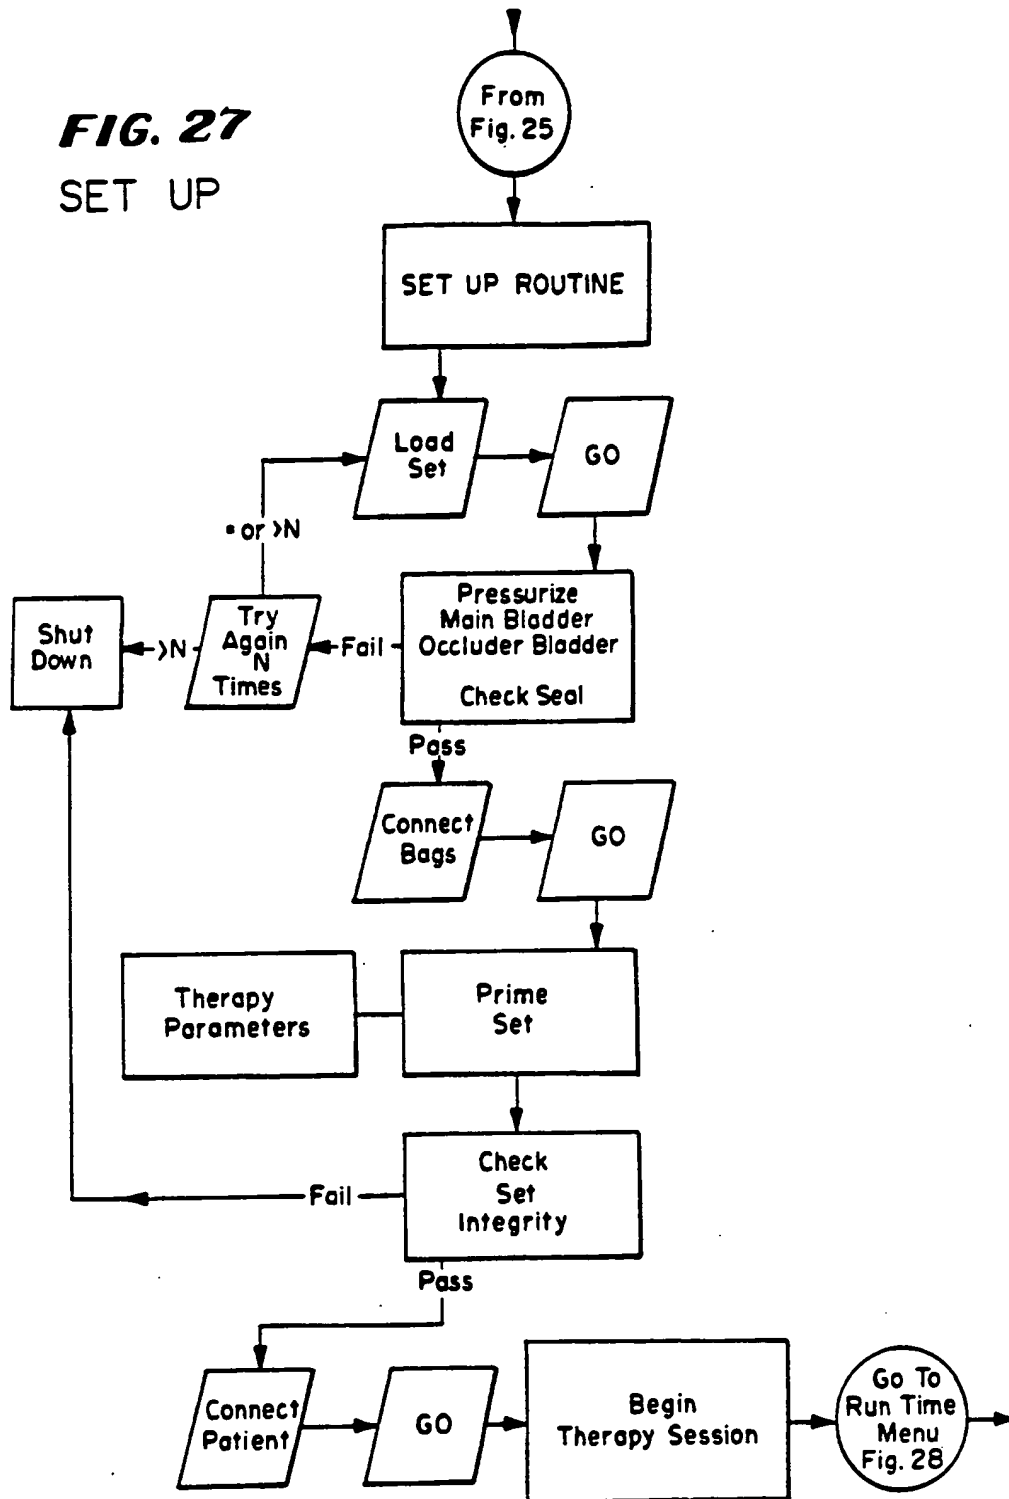 From
Fig. 25
FIG. 27
SET UP
SET UP ROUTINE
Load
Set
GO
= or >N
Pressurize
Main Bladder
Occluder Bladder
Check Seal
Fail
Try
Again
N
Times
>N
Shut
Down
Pass
Connect
Bags
GO
Therapy
Parameters
Prime
Set
Check
Set
Integrity
Fail
Pass
Connect
Patient
GO
Begin
Therapy Session
Go To
Run Time
Menu
Fig. 28